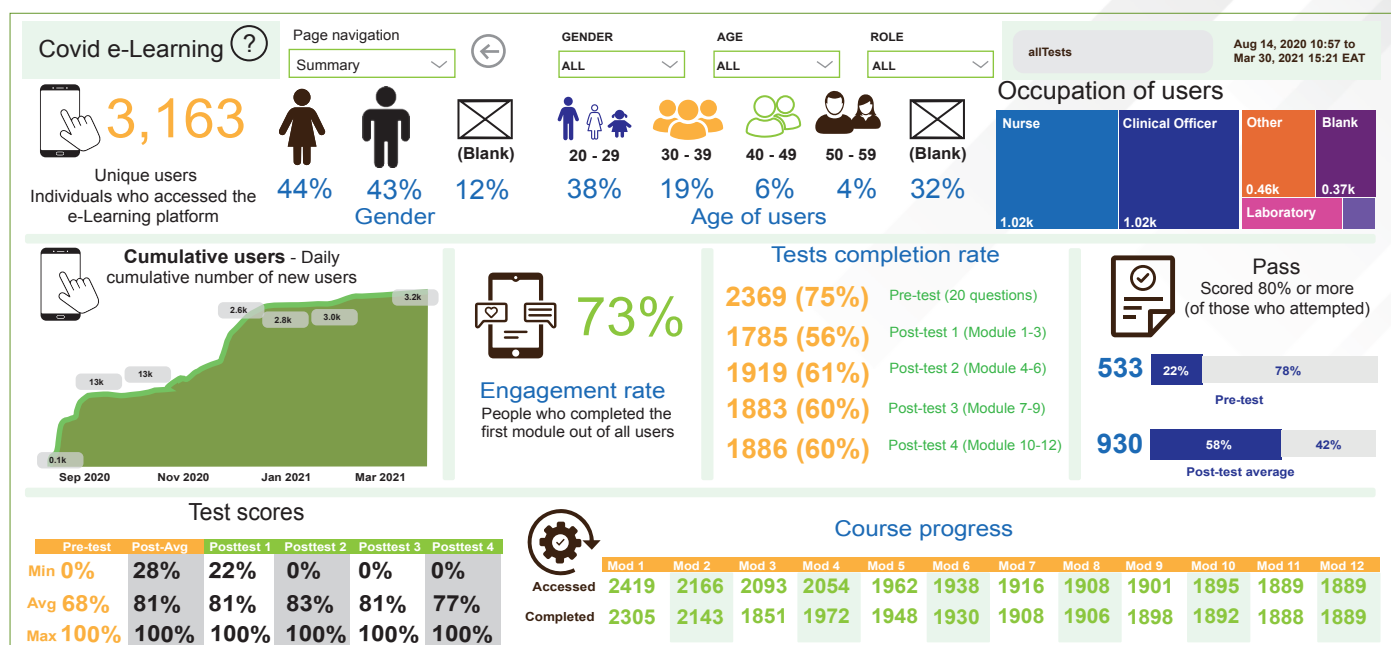 Covid e-Learning ?
Page navigation
Summary
GENDER
ALL
AGE
ALL
ROLE
ALL
allTests
Aug 14, 2020 10:57 to
Mar 30, 2021 15:21 EAT
3,163
Unique users
Individuals who accessed the
e-Learning platform
(Blank)
44% 43% 12%
Gender
20 - 29 30 - 39 40 - 49 50 - 59 (Blank)
38% 19% 6% 4% 32%
Age of users
Occupation of users
Nurse
1.02k
Clinical Officer
1.02k
Other
0.46k
Blank
0.37k
Laboratory
Cumulative users - Daily
cumulative number of new users
0.1k
13k
13k
2.6k
2.8k
3.0k
3.2k
Sep 2020 Nov 2020 Jan 2021 Mar 2021
73%
Engagement rate
People who completed the
first module out of all users
Tests completion rate
2369 (75%) Pre-test (20 questions)
1785 (56%) Post-test 1 (Module 1-3)
1919 (61%) Post-test 2 (Module 4-6)
1883 (60%) Post-test 3 (Module 7-9)
1886 (60%) Post-test 4 (Module 10-12)
Pass
Scored 80% or more
(of those who attempted)
533 22% 78%
Pre-test
930 58% 42%
Post-test average
Test scores
Pre-test Post-Avg Posttest 1 Posttest 2 Posttest 3 Posttest 4
Min 0% 28% 22% 0% 0% 0%
Avg 68% 81% 81% 83% 81% 77%
Max 100% 100% 100% 100% 100% 100%
Course progress
Mod 1 Mod 2 Mod 3 Mod 4 Mod 5 Mod 6 Mod 7 Mod 8 Mod 9 Mod 10 Mod 11 Mod 12
Accessed 2419 2166 2093 2054 1962 1938 1916 1908 1901 1895 1889 1889
Completed 2305 2143 1851 1972 1948 1930 1908 1906 1898 1892 1888 1889